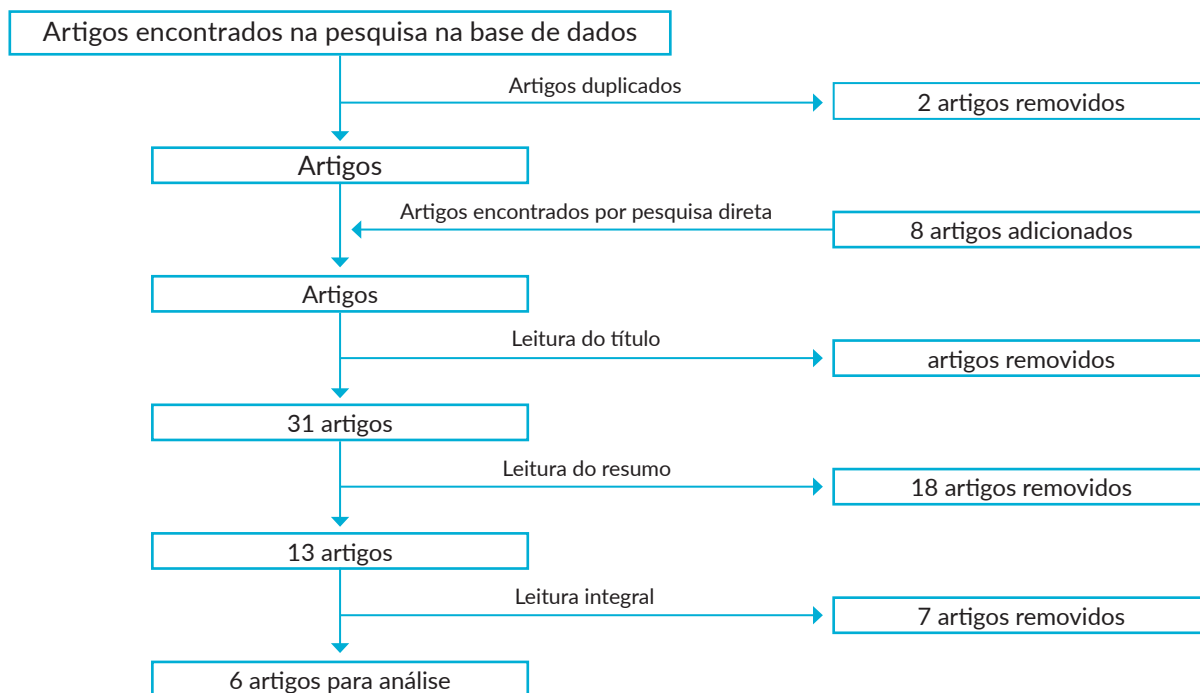 Artigos encontrados na pesquisa na base de dados
Artigos duplicados
2 artigos removidos
Artigos
Artigos encontrados por pesquisa direta
8 artigos adicionados
Artigos
Leitura do título
artigos removidos
31 artigos
Leitura do resumo
18 artigos removidos
13 artigos
Leitura integral
7 artigos removidos
6 artigos para análise